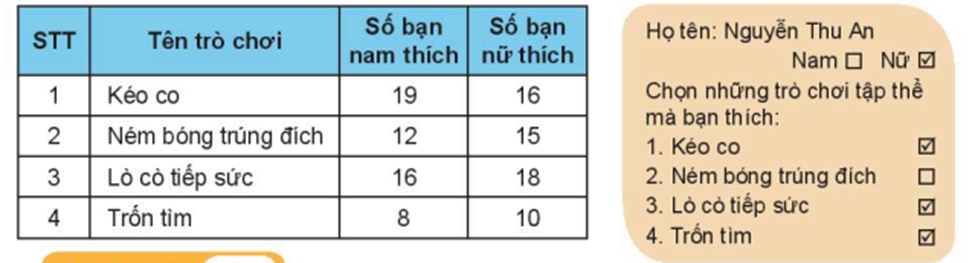 STT Tên trò chơi Số bạn nam thích Số bạn nữ thích
1 Kéo co 19 16
2 Ném bóng trúng đích 12 15
3 Lò cò tiếp sức 16 18
4 Trốn tìm 8 10
Họ tên: Nguyễn Thu An
Nam ☐ Nữ ☑
Chọn những trò chơi tập thể
mà bạn thích:
1. Kéo co ☑
2. Ném bóng trúng đích ☐
3. Lò cò tiếp sức ☑
4. Trốn tìm ☑